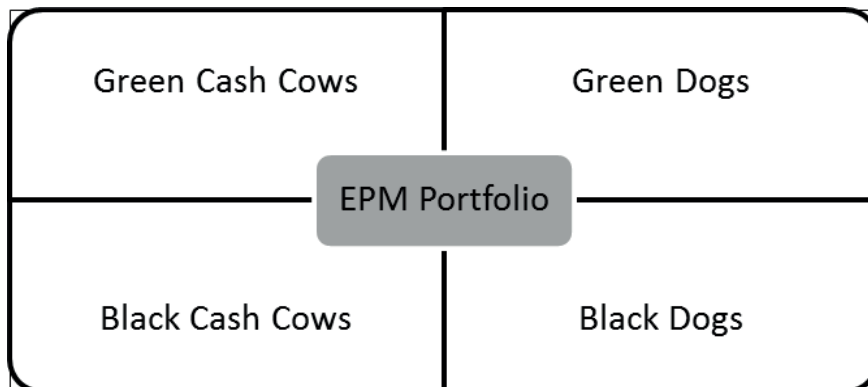 Green Cash Cows
Green Dogs
EPM Portfolio
Black Cash Cows
Black Dogs